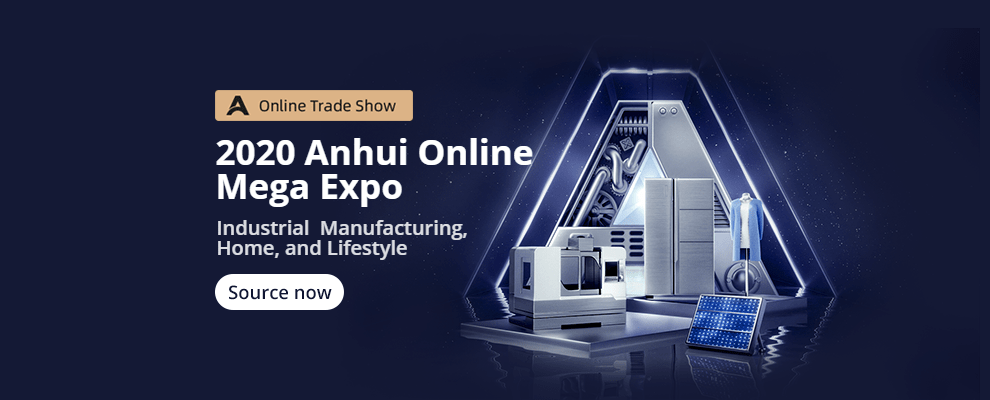 Online Trade Show
2020 Anhui Online
Mega Expo
Industrial Manufacturing,
Home, and Lifestyle
Source now